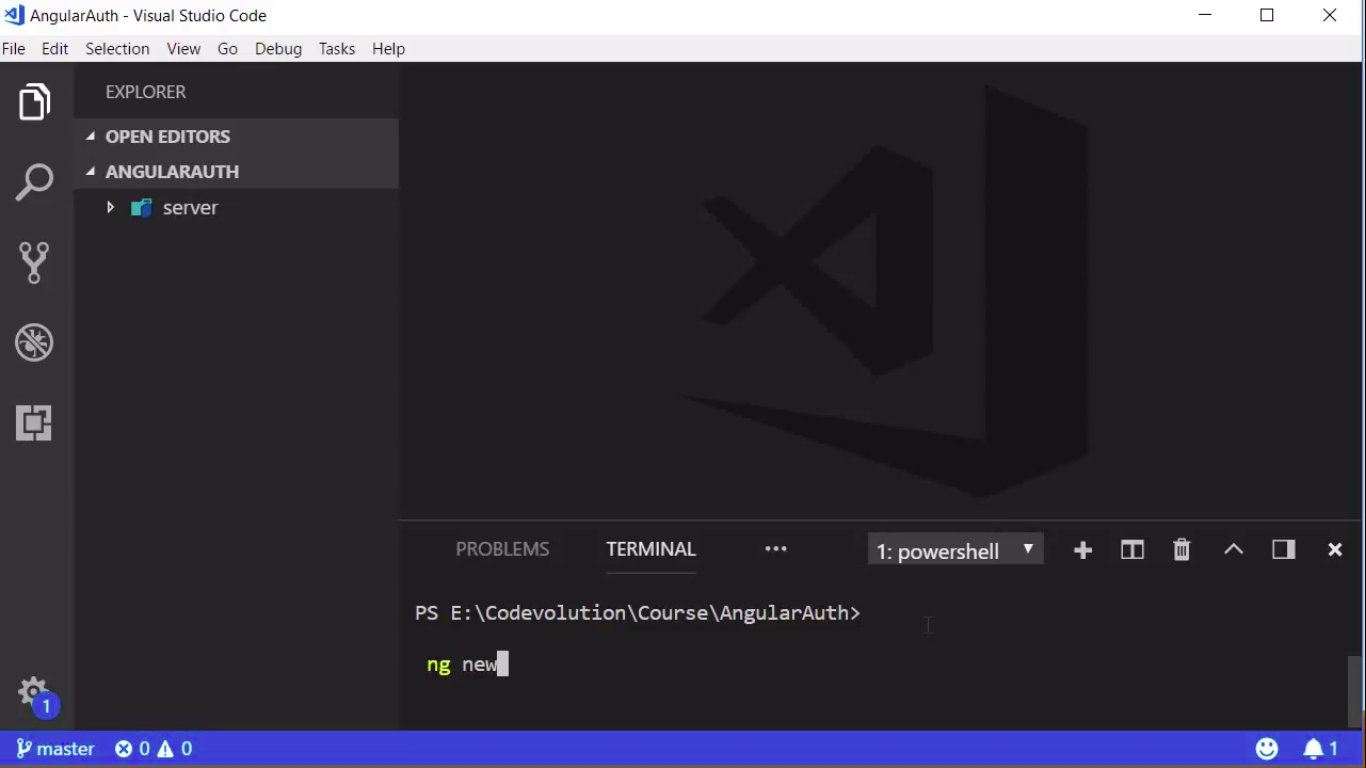 AngularAuth - Visual Studio Code
File Edit Selection View Go Debug Tasks Help
EXPLORER
OPEN EDITORS
ANGULARAUTH
server
PROBLEMS TERMINAL ••• 1: powershell
PS E:\Codevolution\Course\AngularAuth>
ng new
1
master 0 0 1